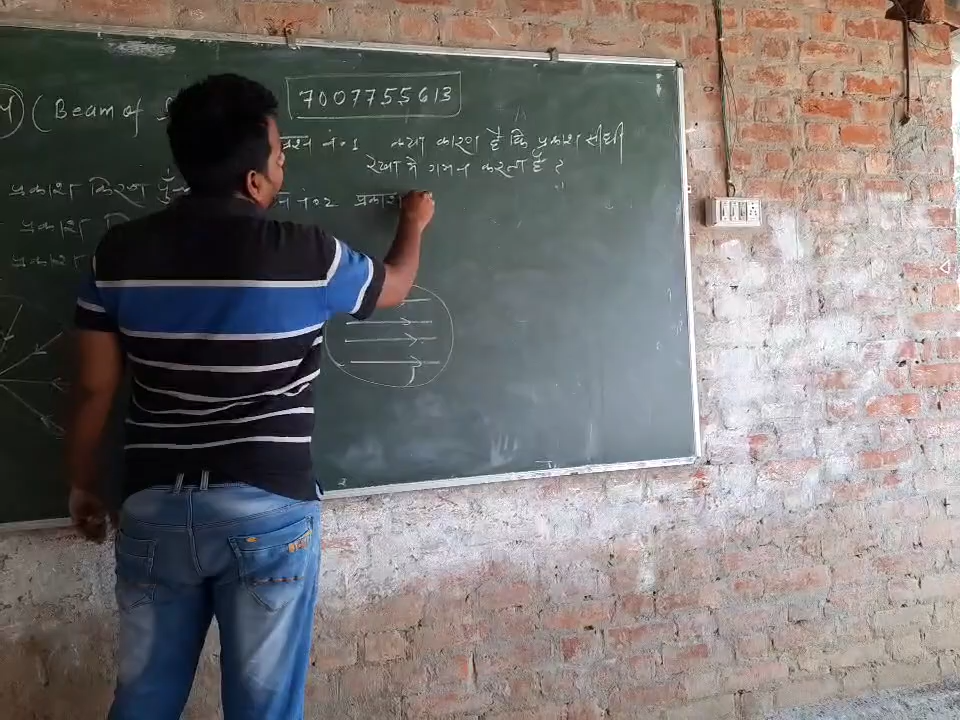 7007755613
(Beam of
प्रश्न नं०1 क्या कारण है कि प्रकाश सीधी
रेखा में गमन करता है ?
प्रकाश किरण पुँ
नं०2 प्रकाश
प्रकाश
प्रकाश